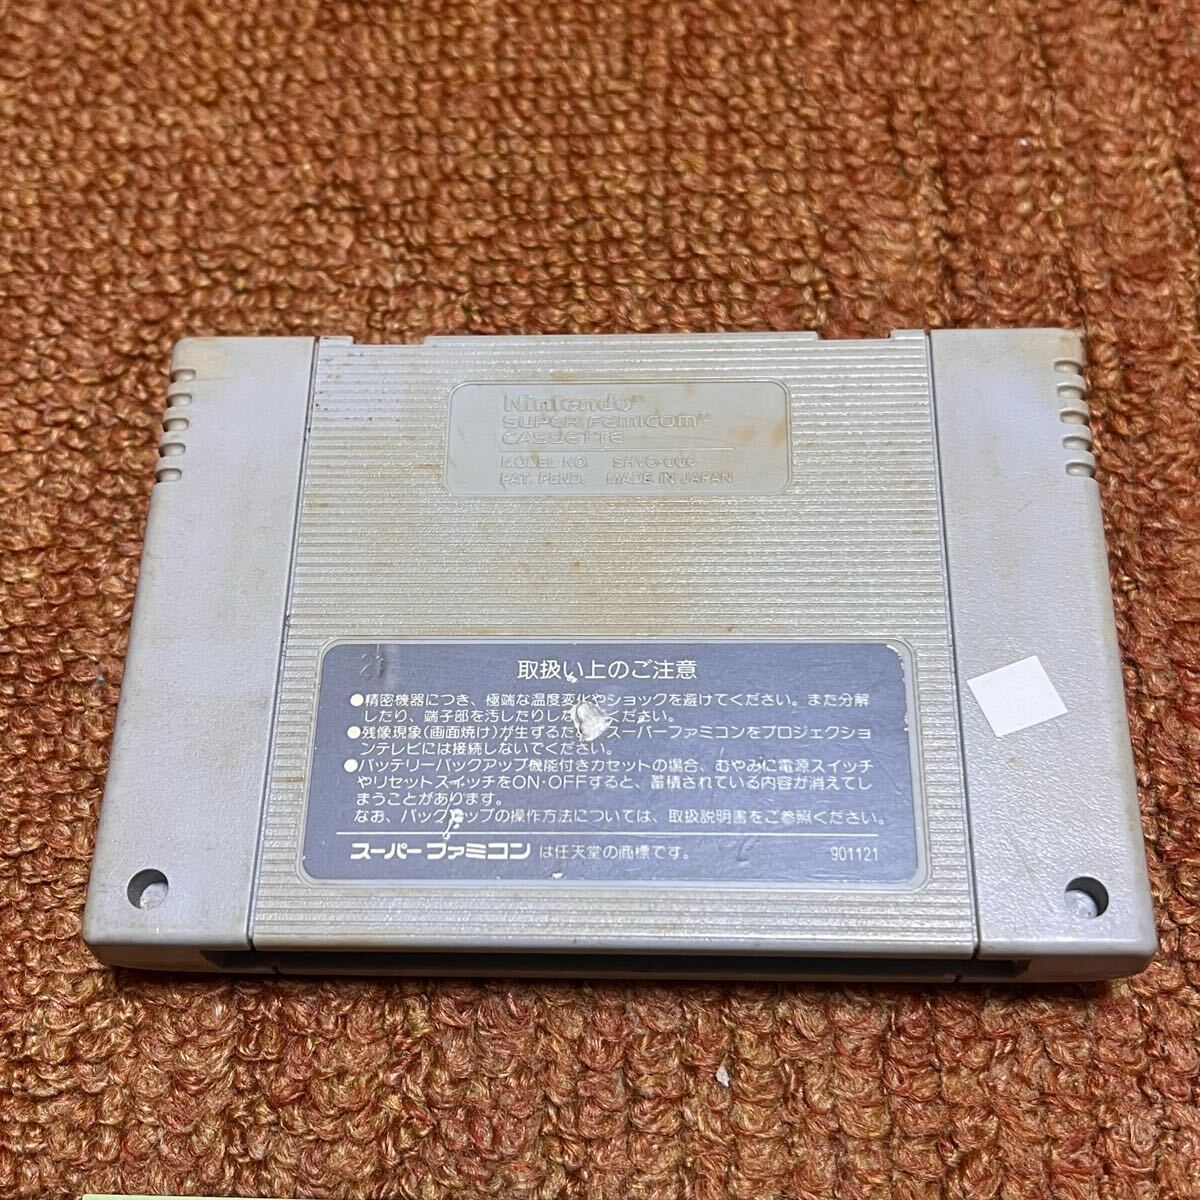 Nintendo®
SUPER Famicom®
CASSETTE
MODEL NO. SHVC-006
PAT. PEND. MADE IN JAPAN
取扱い上のご注意
●精密機器につき、極端な温度変化やショックを避けてください。また分解
したり、端子部を汚したりしな ください。
●残像現象(画面焼け)が生ずるため スーパーファミコンをプロジェクショ
ンテレビには接続しないでください。
●バッテリーバックアップ機能付きカセットの場合、むやみに電源スイッチ
やリセットスイッチをON・OFFすると、蓄積されている内容が消えてし
まうことがあります。
なお、バックアップの操作方法については、取扱説明書をご参照ください。
スーパーファミコン は任天堂の商標です。 901121